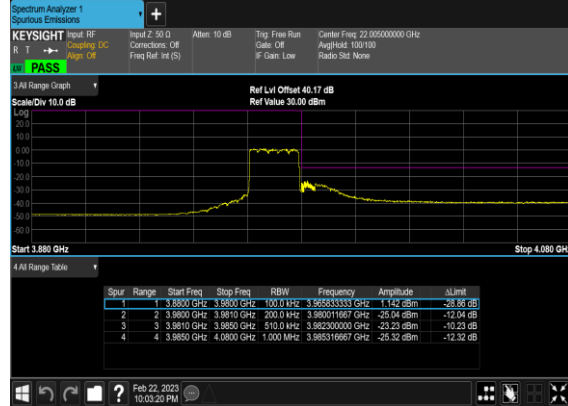 Spectrum Analyzer 1
Spurious Emissions
+
KEYSIGHT Input: RF Input Z: 50 Ω Atten: 10 dB Trig: Free Run Center Freq: 22.005000000 GHz
R T Coupling: DC Corrections: Off Gate: Off Avg|Hold: 100/100
Align: Off Freq Ref: Int (S) IF Gain: Low Radio Std: None
PASS
3 All Range Graph
Ref Lvl Offset 40.17 dB
Scale/Div 10.0 dB Ref Value 30.00 dBm
Log
20.0
10.0
0.00
-10.0
-20.0
-30.0
-40.0
-50.0
-60.0
Start 3.880 GHz Stop 4.080 GHz
4 All Range Table
Spur Range Start Freq Stop Freq RBW Frequency Amplitude ΔLimit
1 1 3.8800 GHz 3.9800 GHz 100.0 kHz 3.965833333 GHz 1.142 dBm -28.86 dB
2 2 3.9800 GHz 3.9810 GHz 200.0 kHz 3.980011667 GHz -25.04 dBm -12.04 dB
3 3 3.9810 GHz 3.9850 GHz 510.0 kHz 3.982300000 GHz -23.23 dBm -10.23 dB
4 4 3.9850 GHz 4.0800 GHz 1.000 MHz 3.985316667 GHz -25.32 dBm -12.32 dB
? Feb 22, 2023
10:03:20 PM